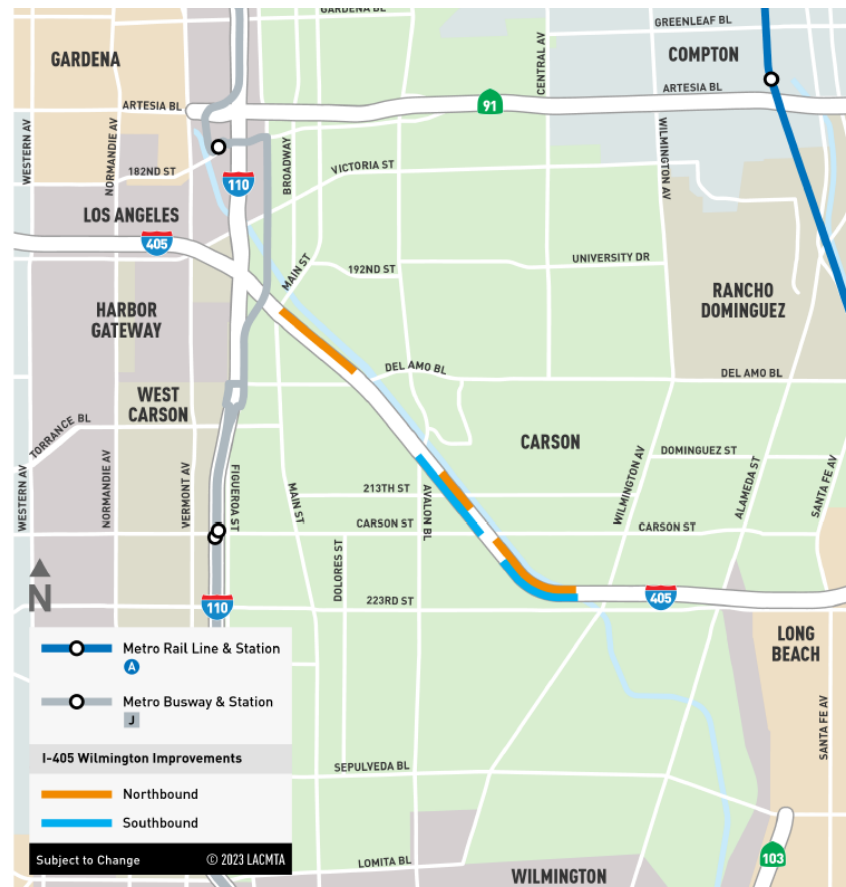 GARDENA BL
GREENLEAF BL
GARDENA
COMPTON
CENTRAL AV
ARTESIA BL
91
ARTESIA BL
WESTERN AV
NORMANDIE AV
BROADWAY
WILMINGTON AV
VICTORIA ST
182ND ST
110
LOS ANGELES
405
MAIN ST
192ND ST
UNIVERSITY DR
RANCHO
DOMINGUEZ
HARBOR
GATEWAY
DEL AMO BL
DEL AMO BL
WEST
CARSON
TORRANCE BL
CARSON
DOMINGUEZ ST
WESTERN AV
NORMANDIE AV
VERMONT AV
FIGUEROA ST
MAIN ST
213TH ST
AVALON BL
WILMINGTON AV
ALAMEDA ST
SANTA FE AV
CARSON ST
CARSON ST
DOLORES ST
N
110
223RD ST
405
LONG
BEACH
SANTA FE AV
Metro Rail Line & Station
A
Metro Busway & Station
J
I-405 Wilmington Improvements
Northbound
Southbound
Subject to Change
© 2023 LACMTA
SEPULVEDA BL
LOMITA BL
WILMINGTON
103